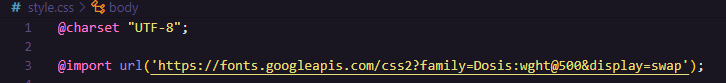 # style.css > body
1 @charset "UTF-8";
2
3 @import url('https://fonts.googleapis.com/css2?family=Dosis:wght@500&display=swap');